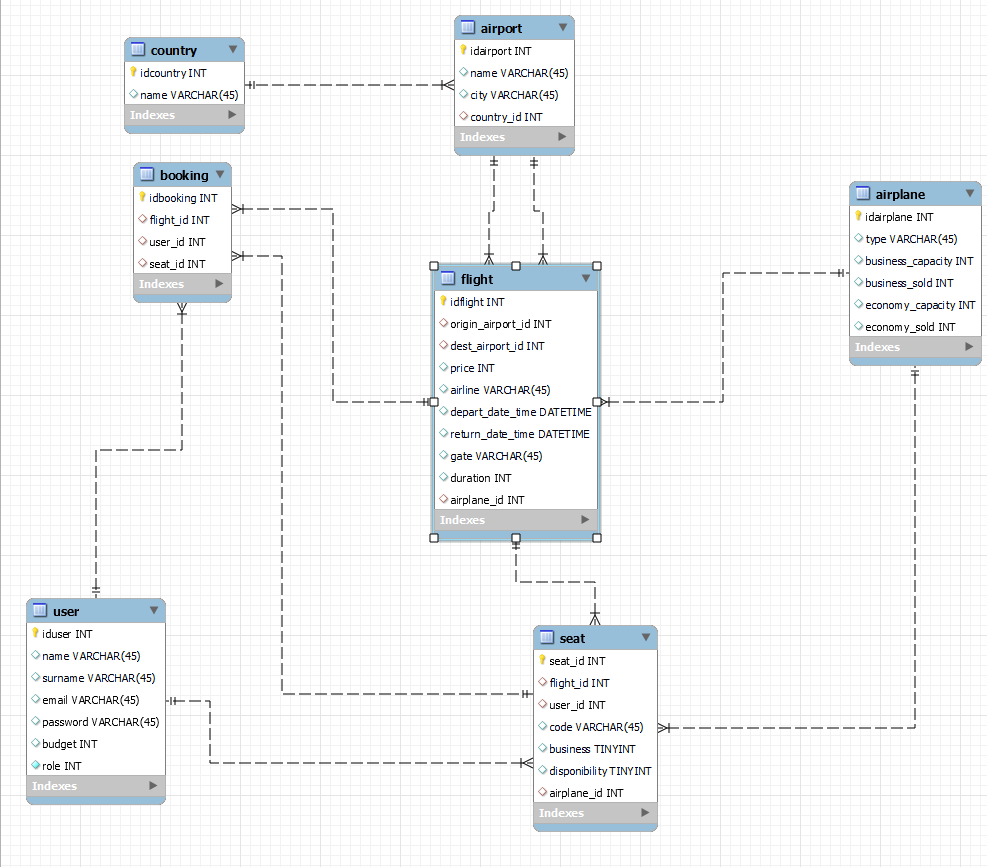 country
idcountry INT
name VARCHAR(45)
Indexes
airport
idairport INT
name VARCHAR(45)
city VARCHAR(45)
country_id INT
Indexes
booking
idbooking INT
flight_id INT
user_id INT
seat_id INT
Indexes
airplane
idairplane INT
type VARCHAR(45)
business_capacity INT
business_sold INT
economy_capacity INT
economy_sold INT
Indexes
flight
idflight INT
origin_airport_id INT
dest_airport_id INT
price INT
airline VARCHAR(45)
depart_date_time DATETIME
return_date_time DATETIME
gate VARCHAR(45)
duration INT
airplane_id INT
Indexes
user
iduser INT
name VARCHAR(45)
surname VARCHAR(45)
email VARCHAR(45)
password VARCHAR(45)
budget INT
role INT
Indexes
seat
seat_id INT
flight_id INT
user_id INT
code VARCHAR(45)
business TINYINT
disponibility TINYINT
airplane_id INT
Indexes